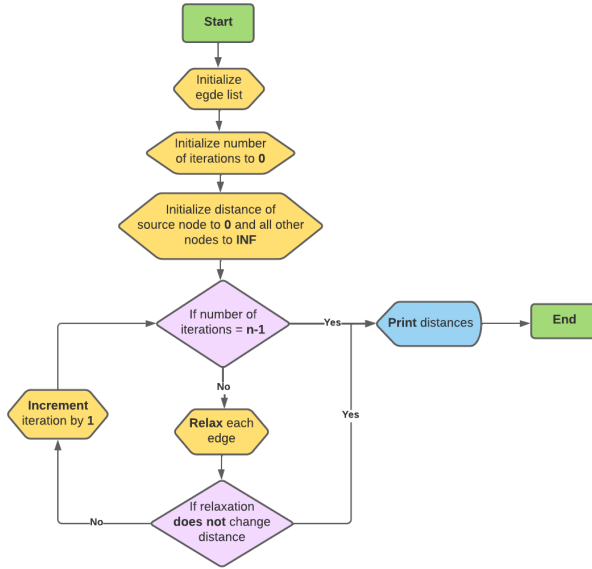 Start
Initialize
egde list
Initialize number
of iterations to 0
Initialize distance of
source node to 0 and all other
nodes to INF
If number of
iterations = n-1
Yes
Print distances
End
No
Increment
iteration by 1
Relax each
edge
Yes
If relaxation
does not change
distance
No